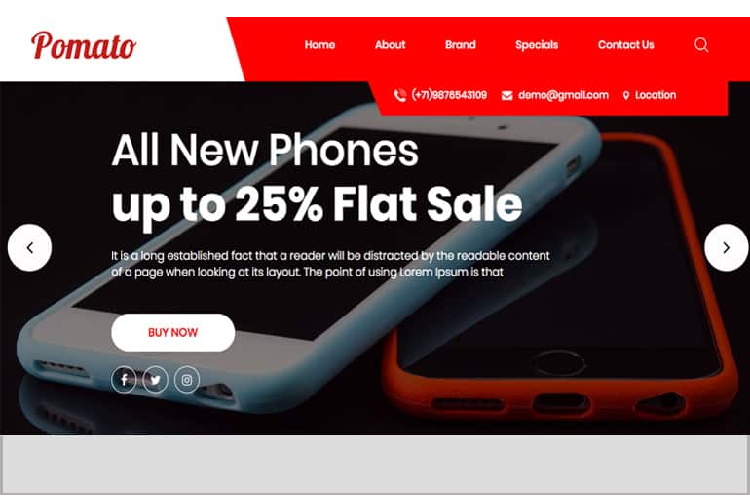 Pomato
Home About Brand Specials Contact Us
(+71)9876543109 demo@gmail.com Location
All New Phones
up to 25% Flat Sale
It is a long established fact that a reader will be distracted by the readable content
of a page when looking at its layout. The point of using Lorem Ipsum is that
BUY NOW